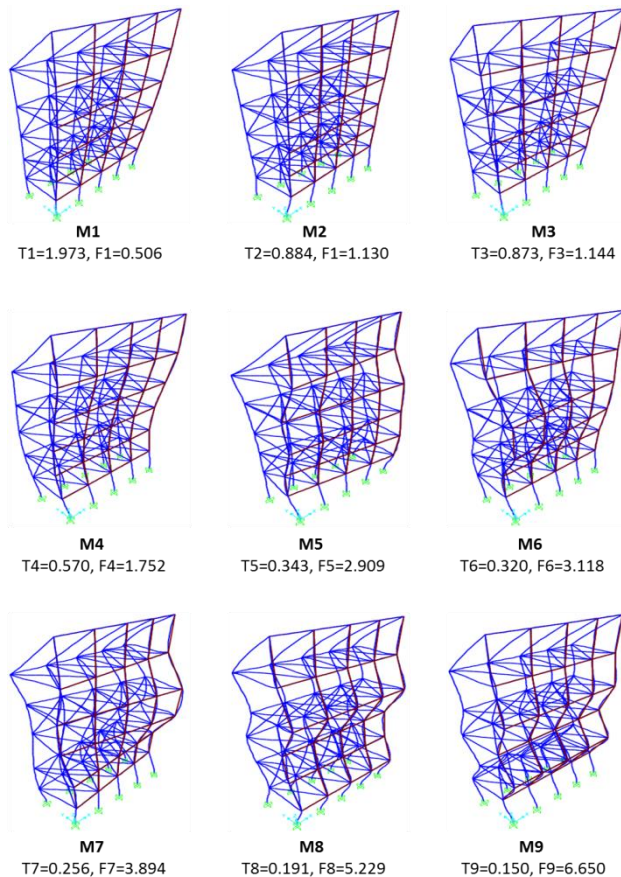 M1
T1=1.973, F1=0.506
M2
T2=0.884, F1=1.130
M3
T3=0.873, F3=1.144
M4
T4=0.570, F4=1.752
M5
T5=0.343, F5=2.909
M6
T6=0.320, F6=3.118
M7
T7=0.256, F7=3.894
M8
T8=0.191, F8=5.229
M9
T9=0.150, F9=6.650